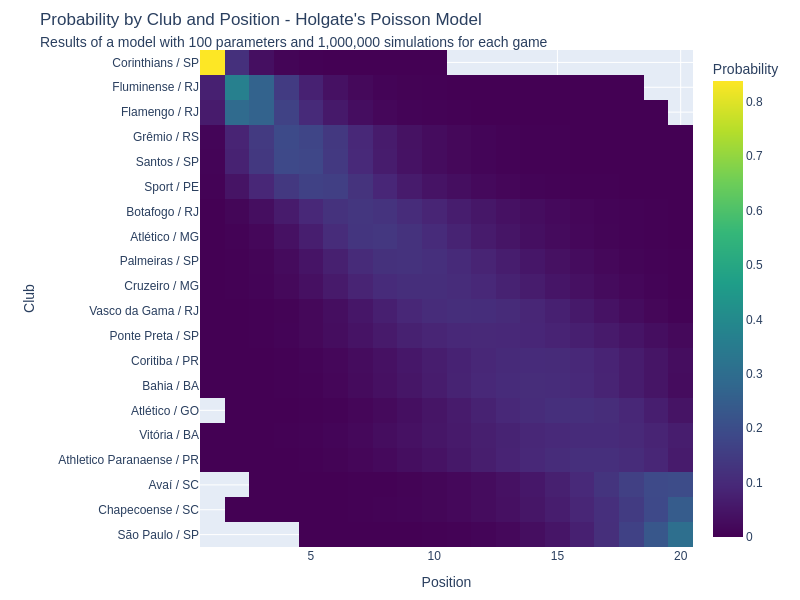 Probability by Club and Position - Holgate's Poisson Model
Results of a model with 100 parameters and 1,000,000 simulations for each game
Corinthians / SP
Fluminense / RJ
Flamengo / RJ
Grêmio / RS
Santos / SP
Sport / PE
Botafogo / RJ
Atlético / MG
Palmeiras / SP
Cruzeiro / MG
Vasco da Gama / RJ
Ponte Preta / SP
Coritiba / PR
Bahia / BA
Atlético / GO
Vitória / BA
Athletico Paranaense / PR
Avaí / SC
Chapecoense / SC
São Paulo / SP
Club
5
10
15
20
Position
Probability
0.8
0.7
0.6
0.5
0.4
0.3
0.2
0.1
0